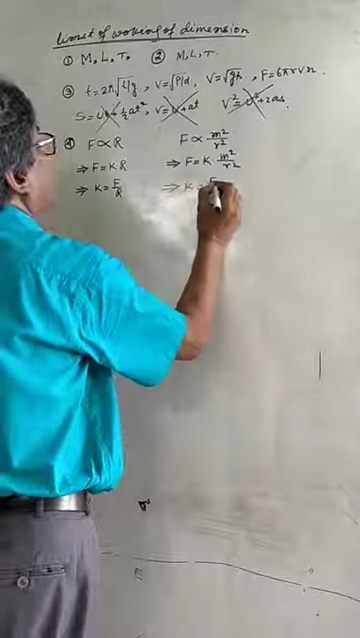 Limit of working of dimension
① M, L, T. ② M, L, T.
③ t = 2π√L/g, V = √P/d, V = √gh, F = 6πrVη.
S = ut + ½at², v = u + at v² = u² + 2as.
④ F ∝ R F ∝ m²/r²
⇒ F = K·R ⇒ F = K·m²/r²
⇒ K = F/R ⇒ K = F